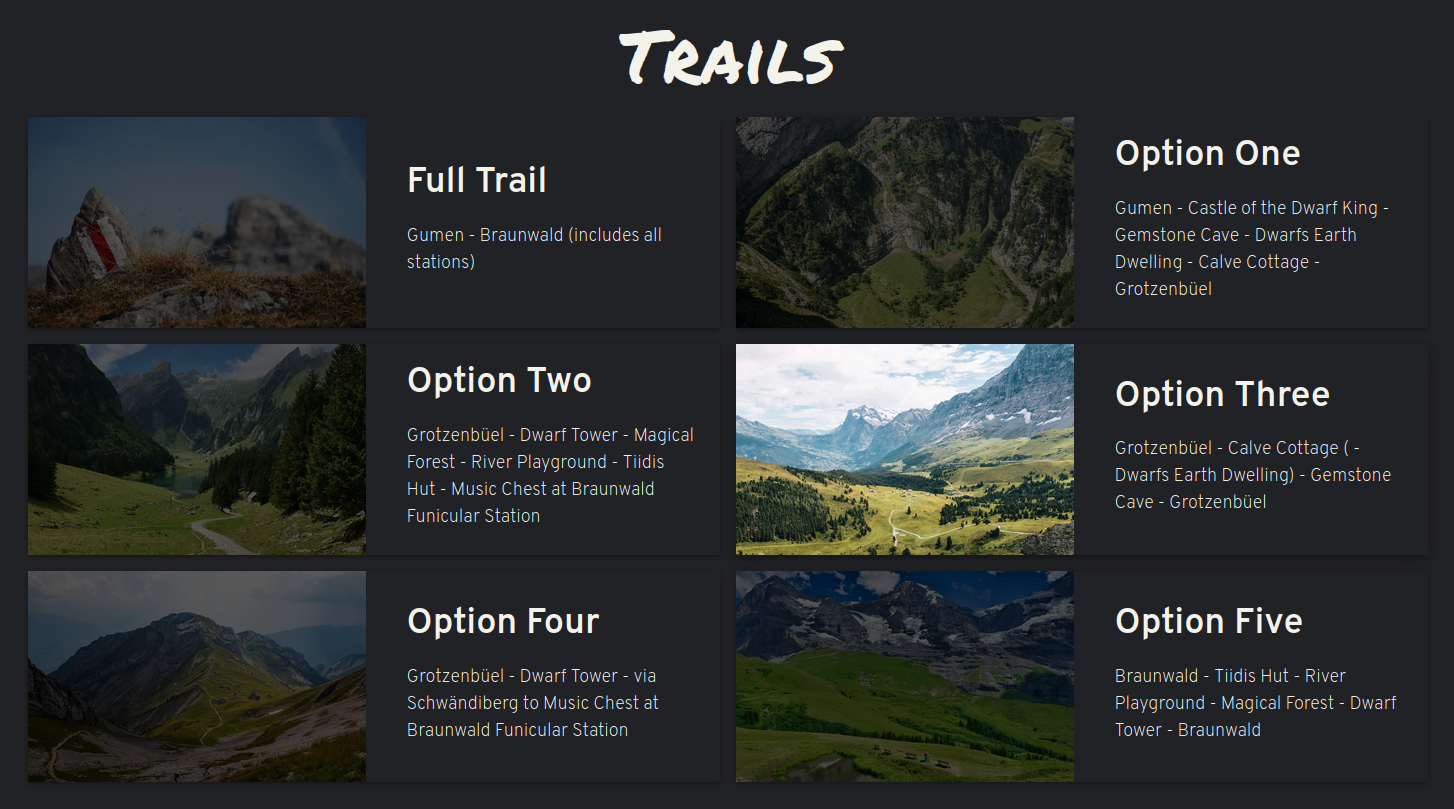 Trails
Full Trail
Gumen - Braunwald (includes all
stations)
Option One
Gumen - Castle of the Dwarf King -
Gemstone Cave - Dwarfs Earth
Dwelling - Calve Cottage -
Grotzenbüel
Option Two
Grotzenbüel - Dwarf Tower - Magical
Forest - River Playground - Tiidis
Hut - Music Chest at Braunwald
Funicular Station
Option Three
Grotzenbüel - Calve Cottage ( -
Dwarfs Earth Dwelling) - Gemstone
Cave - Grotzenbüel
Option Four
Grotzenbüel - Dwarf Tower - via
Schwändiberg to Music Chest at
Braunwald Funicular Station
Option Five
Braunwald - Tiidis Hut - River
Playground - Magical Forest - Dwarf
Tower - Braunwald